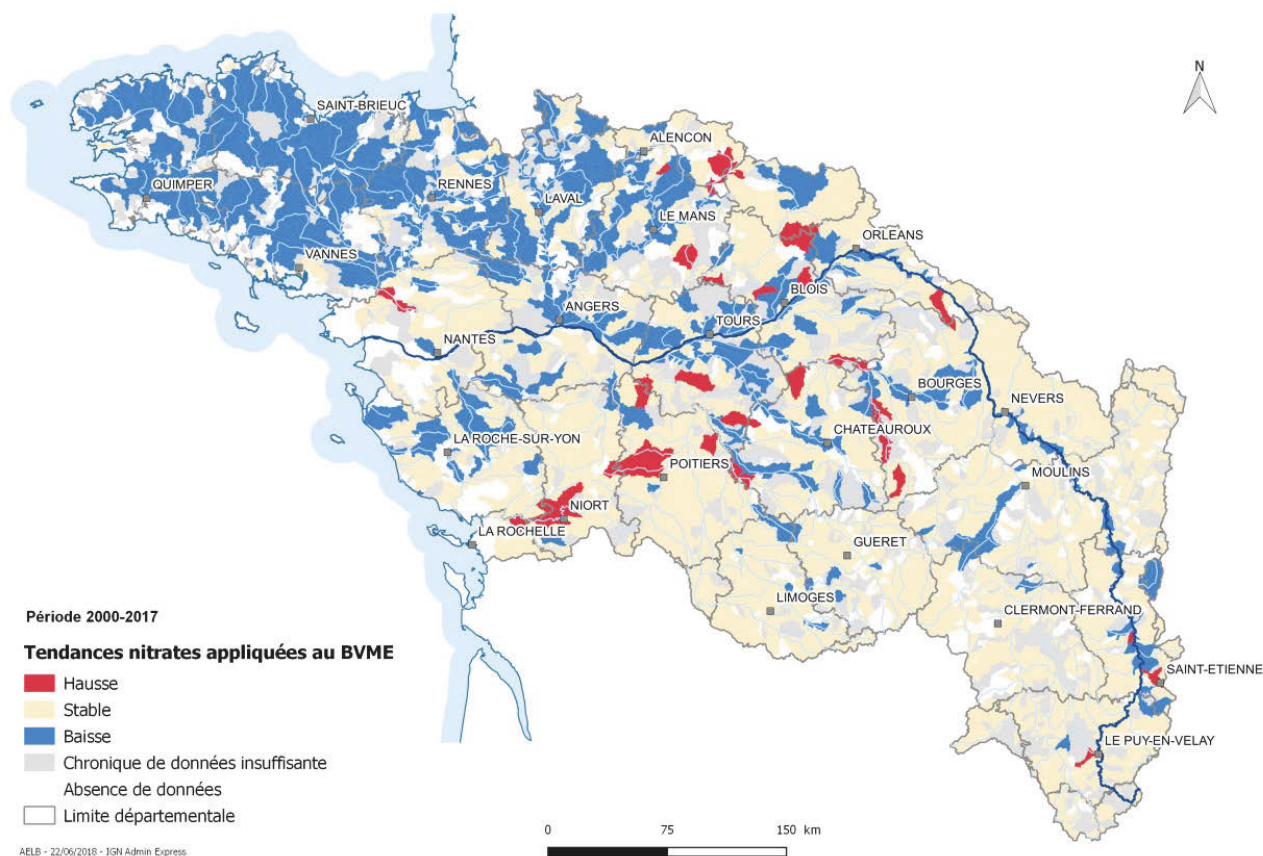 N
SAINT-BRIEUC
ALENCON
QUIMPER
RENNES
LAVAL
LE MANS
ORLEANS
VANNES
BLOIS
ANGERS
TOURS
NANTES
BOURGES
NEVERS
LA ROCHE-SUR-YON
CHATEAUROUX
POITIERS
MOULINS
NIORT
LA ROCHELLE
GUERET
LIMOGES
CLERMONT-FERRAND
SAINT-ETIENNE
LE PUY-EN-VELAY
Période 2000-2017
Tendances nitrates appliquées au BVME
Hausse
Stable
Baisse
Chronique de données insuffisante
Absence de données
Limite départementale
0 75 150 km
AELB - 22/06/2018 - IGN Admin Express